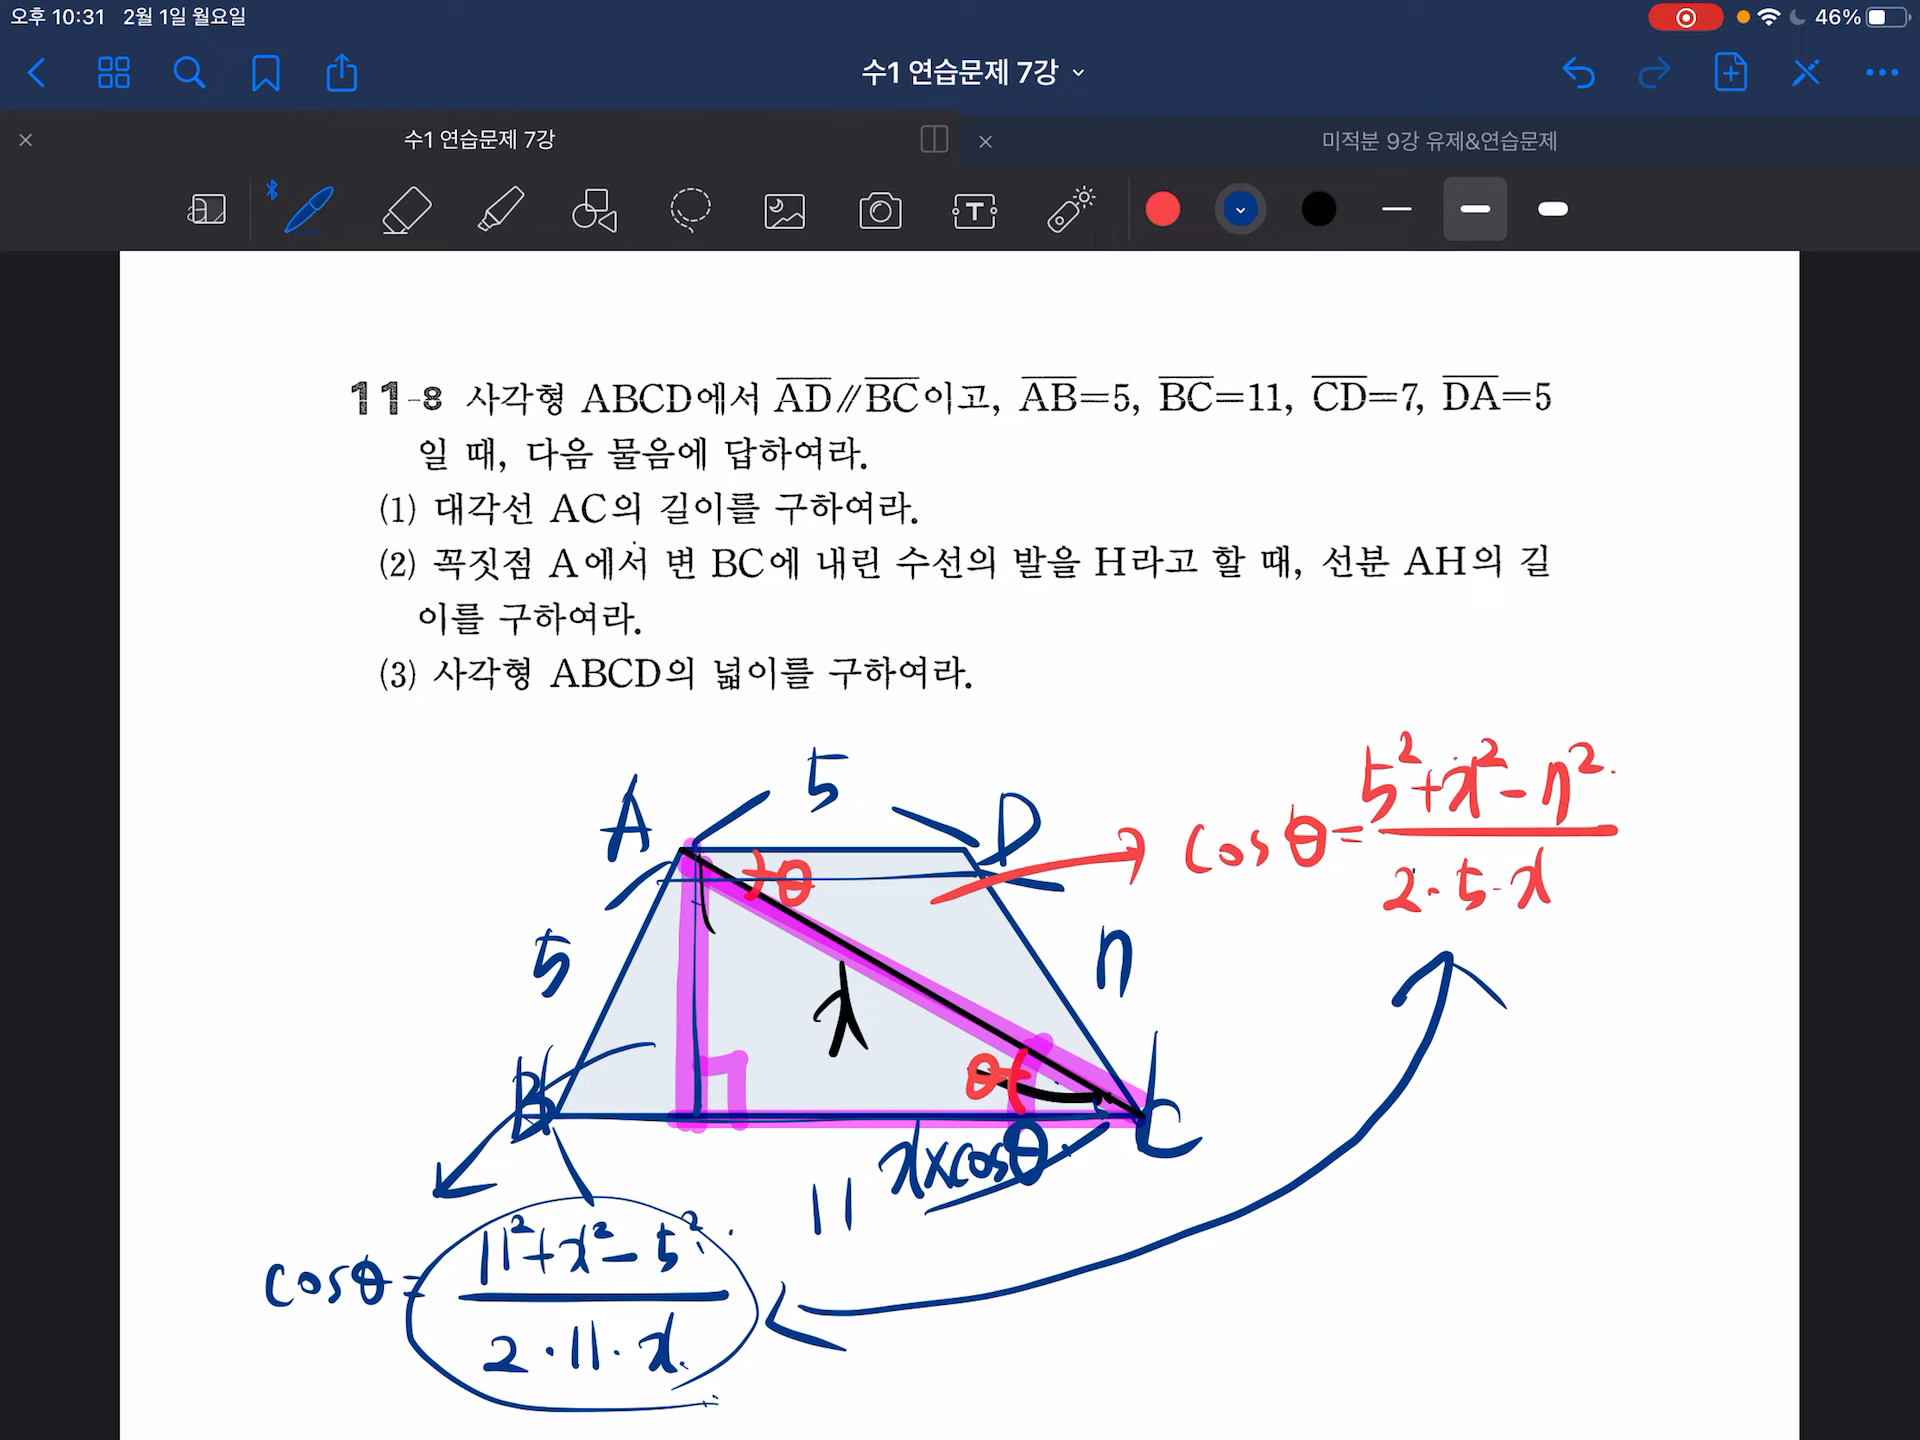 오후 10:31 2월 1일 월요일 46%
수1 연습문제 7강
수1 연습문제 7강 미적분 9강 유제&연습문제
11-8 사각형 ABCD에서 AD∥BC이고, AB=5, BC=11, CD=7, DA=5
일 때, 다음 물음에 답하여라.
(1) 대각선 AC의 길이를 구하여라.
(2) 꼭짓점 A에서 변 BC에 내린 수선의 발을 H라고 할 때, 선분 AH의 길
이를 구하여라.
(3) 사각형 ABCD의 넓이를 구하여라.
5
A D
θ
cosθ= 5²+x²-7²
2·5·x
5 7
x
θ
B C
x×cosθ
11
cosθ= 11²+x²-5²
2·11·x